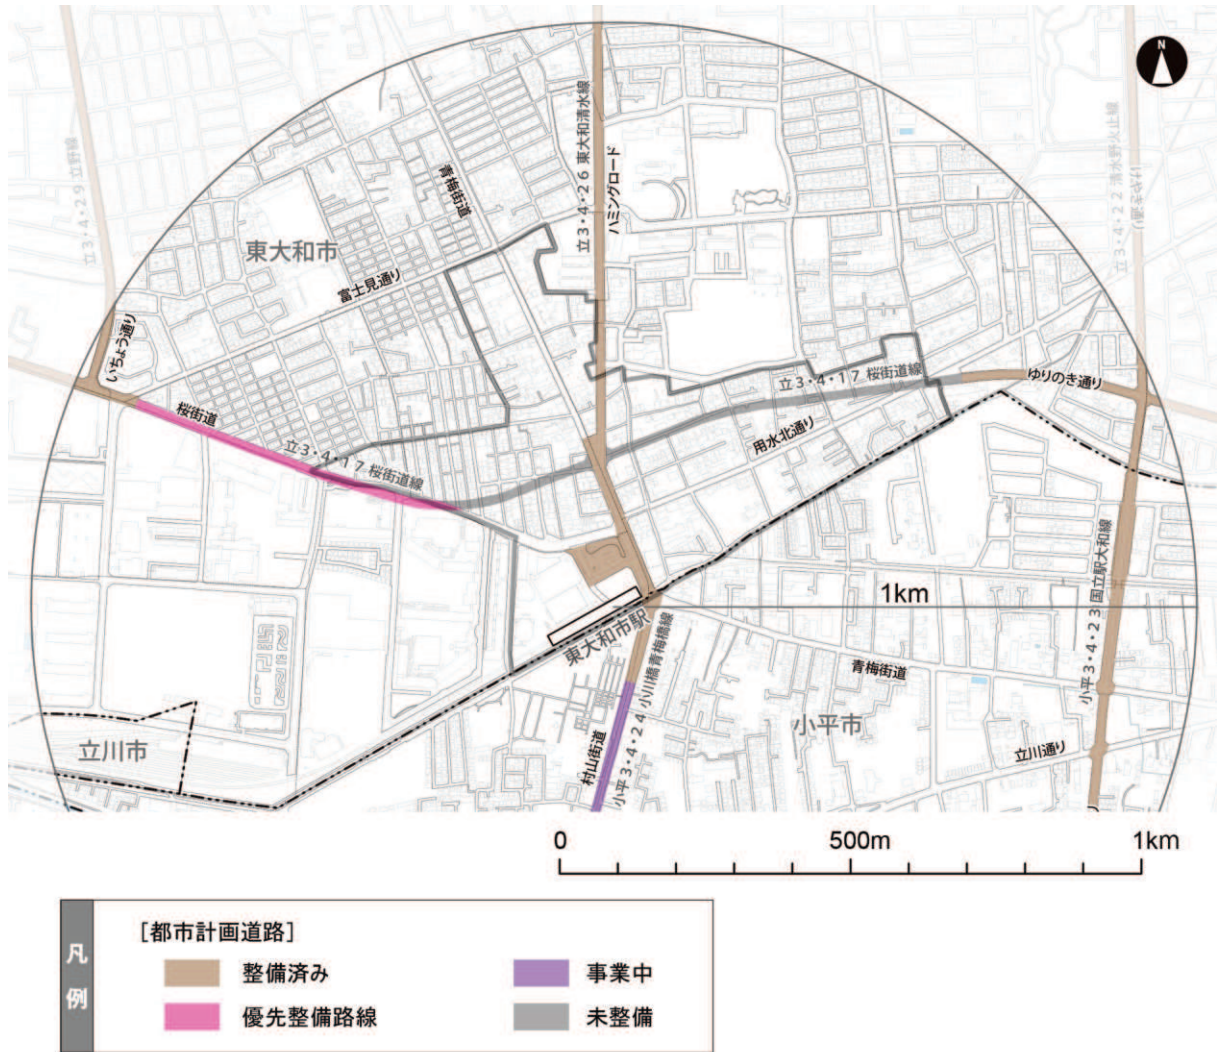 N
立3・4・29 立野線
立3・4・26 東大和清水線
ハミングロード
青梅街道
立3・4・22 清水野火止線
東大和市
富士見通り
いちょう通り
桜街道
立3・4・17 桜街道線
立3・4・17 桜街道線
ゆりのき通り
用水北通り
1km
東大和市駅
小平3・4・23 国立駅大和線
青梅街道
小平3・4・24 小川橋青梅橋線
村山街道
小平市
立川市
立川通り
0 500m 1km
凡例
[都市計画道路]
整備済み 事業中
優先整備路線 未整備